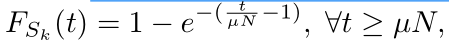 $F_{S_k}(t) = 1 - e^{-(\frac{t}{\mu N} - 1)}, \ \forall t \geq \mu N,$